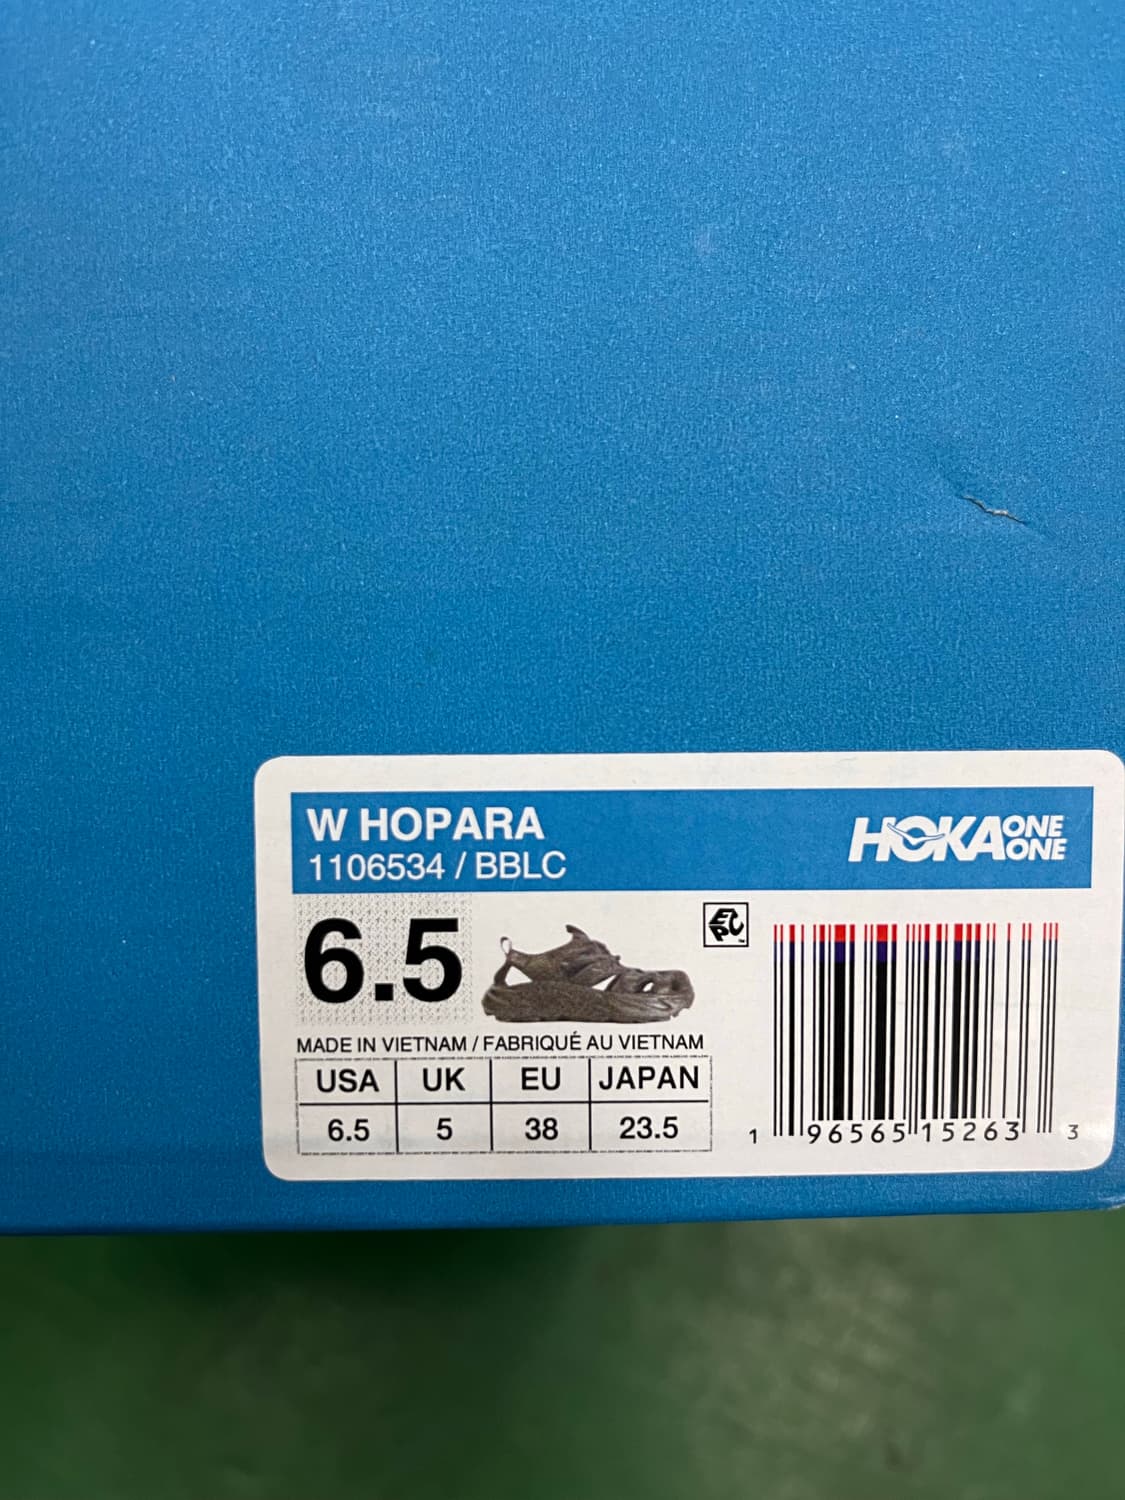 W HOPARA
1106534 / BBLC
HOKA ONE ONE
6.5
EPC
MADE IN VIETNAM / FABRIQUÉ AU VIETNAM
USA UK EU JAPAN
6.5 5 38 23.5
1 96565 15263 3